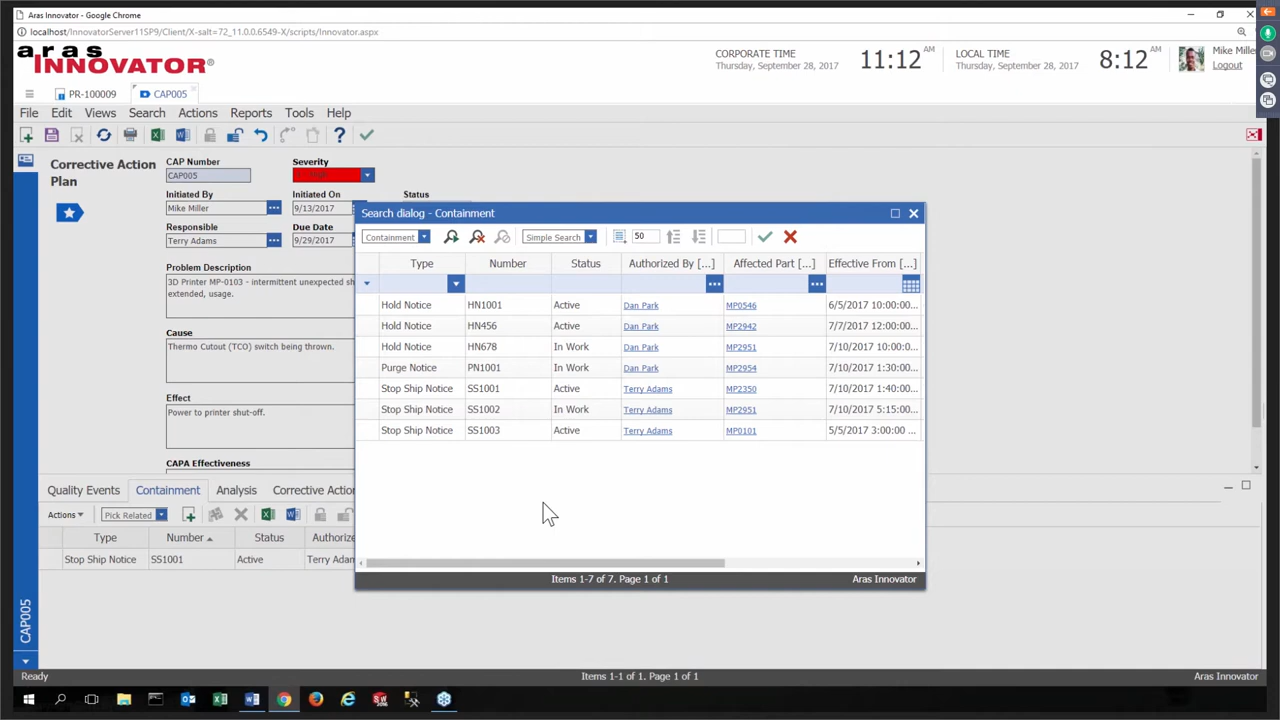 Aras Innovator - Google Chrome
localhost/InnovatorServer11SP9/Client/X-salt=72_11.0.0.6549-X/scripts/Innovator.aspx
aras
INNOVATOR®
CORPORATE TIME
Thursday, September 28, 2017
11:12 AM
LOCAL TIME
Thursday, September 28, 2017
8:12 AM
Mike Miller
Logout
PR-100009
CAP005
File Edit Views Search Actions Reports Tools Help
Corrective Action
Plan
CAP Number
CAP005
Severity
Initiated By
Mike Miller
Initiated On
9/13/2017
Status
Responsible
Terry Adams
Due Date
9/29/2017
Problem Description
3D Printer MP-0103 - intermittent unexpected sh
extended, usage.
Cause
Thermo Cutout (TCO) switch being thrown.
Effect
Power to printer shut-off.
CAPA Effectiveness
Search dialog - Containment
Containment Simple Search 50
Type Number Status Authorized By [...] Affected Part [...] Effective From [...]
Hold Notice HN1001 Active Dan Park MP0546 6/5/2017 10:00:00...
Hold Notice HN456 Active Dan Park MP2942 7/7/2017 12:00:00...
Hold Notice HN678 In Work Dan Park MP2951 7/10/2017 10:00:0...
Purge Notice PN1001 In Work Dan Park MP2954 7/10/2017 1:30:00...
Stop Ship Notice SS1001 Active Terry Adams MP2350 7/10/2017 1:40:00...
Stop Ship Notice SS1002 In Work Terry Adams MP2951 7/10/2017 5:15:00...
Stop Ship Notice SS1003 Active Terry Adams MP0101 5/5/2017 3:00:00 ...
Items 1-7 of 7. Page 1 of 1
Aras Innovator
Quality Events Containment Analysis Corrective Action
Actions Pick Related
Type Number Status Authorize
Stop Ship Notice SS1001 Active Terry Adam
CAP005
Ready
Items 1-1 of 1. Page 1 of 1
Aras Innovator